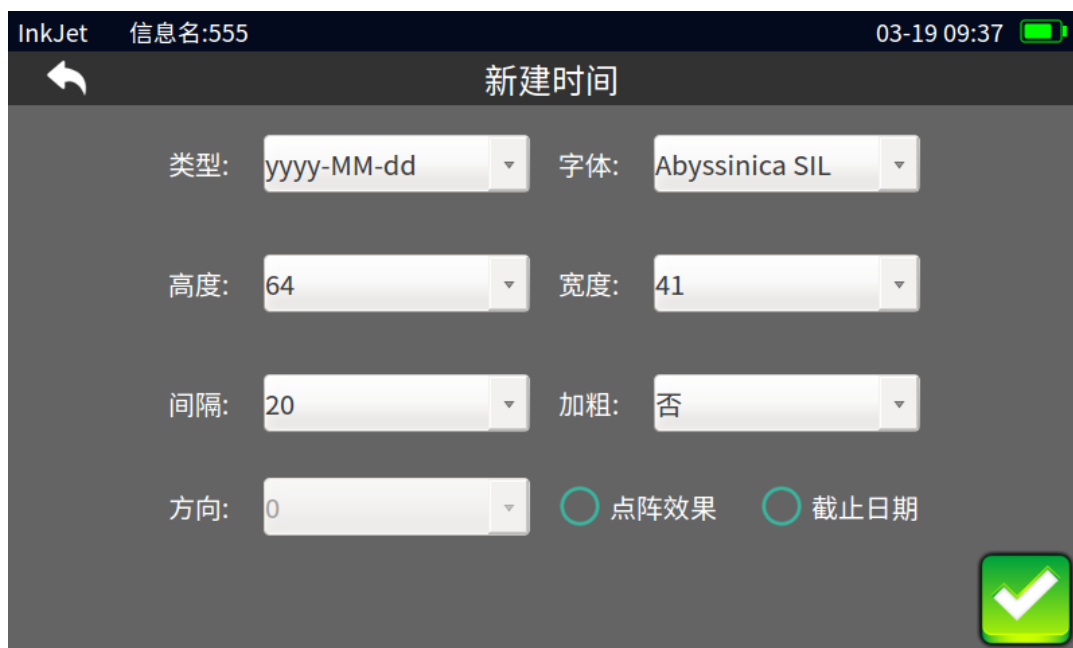 InkJet 信息名:555 03-19 09:37
新建时间
类型: yyyy-MM-dd 字体: Abyssinica SIL
高度: 64 宽度: 41
间隔: 20 加粗: 否
方向: 0 点阵效果 截止日期